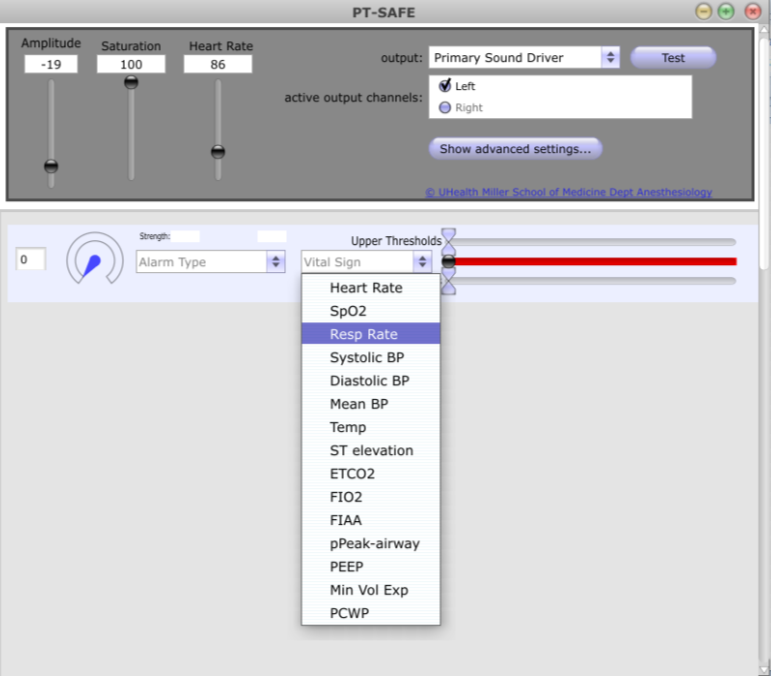 PT-SAFE
Amplitude Saturation Heart Rate
-19 100 86
output: Primary Sound Driver Test
active output channels: Left
Right
Show advanced settings...
© UHealth Miller School of Medicine Dept Anesthesiology
0
Strength:
Alarm Type
Upper Thresholds
Vital Sign
Heart Rate
SpO2
Resp Rate
Systolic BP
Diastolic BP
Mean BP
Temp
ST elevation
ETCO2
FIO2
FIAA
pPeak-airway
PEEP
Min Vol Exp
PCWP